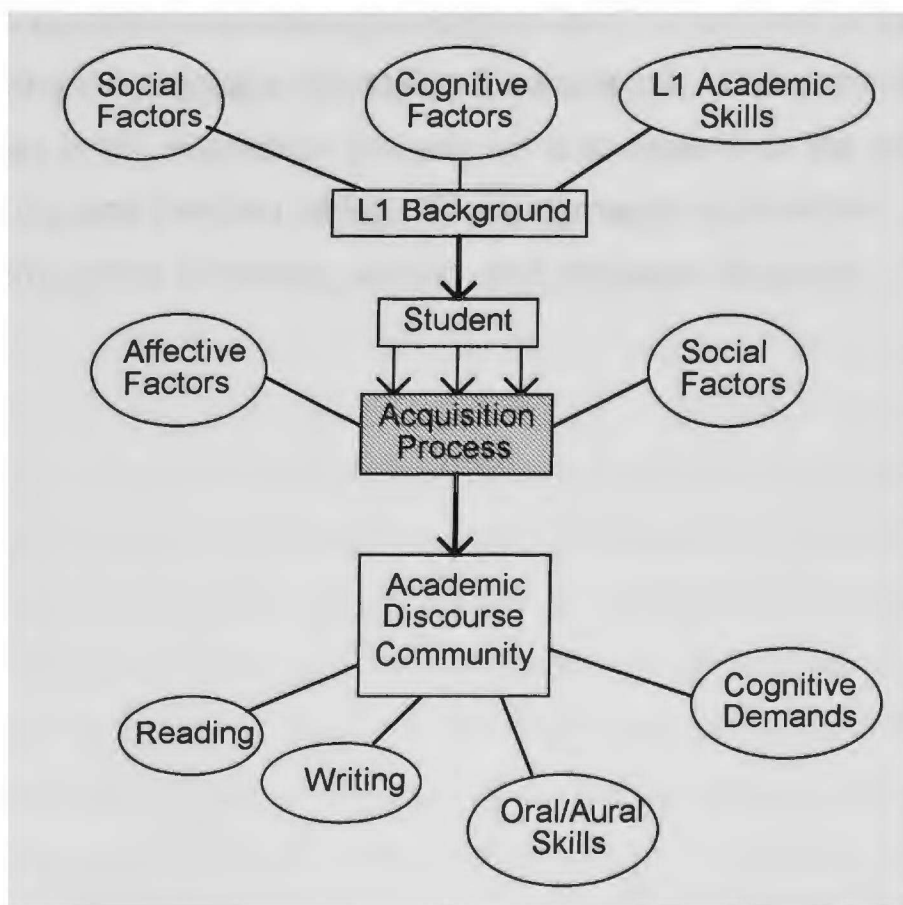 Social
Factors
Cognitive
Factors
L1 Academic
Skills
L1 Background
Student
Affective
Factors
Social
Factors
Acquisition
Process
Academic
Discourse
Community
Cognitive
Demands
Reading
Writing
Oral/Aural
Skills